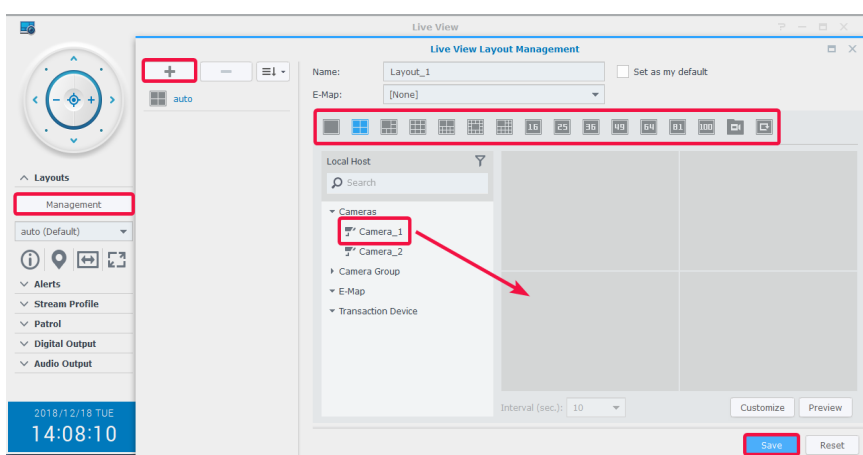 Live View
Live View Layout Management
Name: Layout_1 Set as my default
auto
E-Map: [None]
16 25 36 49 64 81 100
Local Host
Layouts
Search
Management
Cameras
auto (Default)
Camera_1
Camera_2
Camera Group
Alerts
E-Map
Stream Profile
Transaction Device
Patrol
Digital Output
Audio Output
Interval (sec.): 10 Customize Preview
2018/12/18 TUE
14:08:10
Save Reset